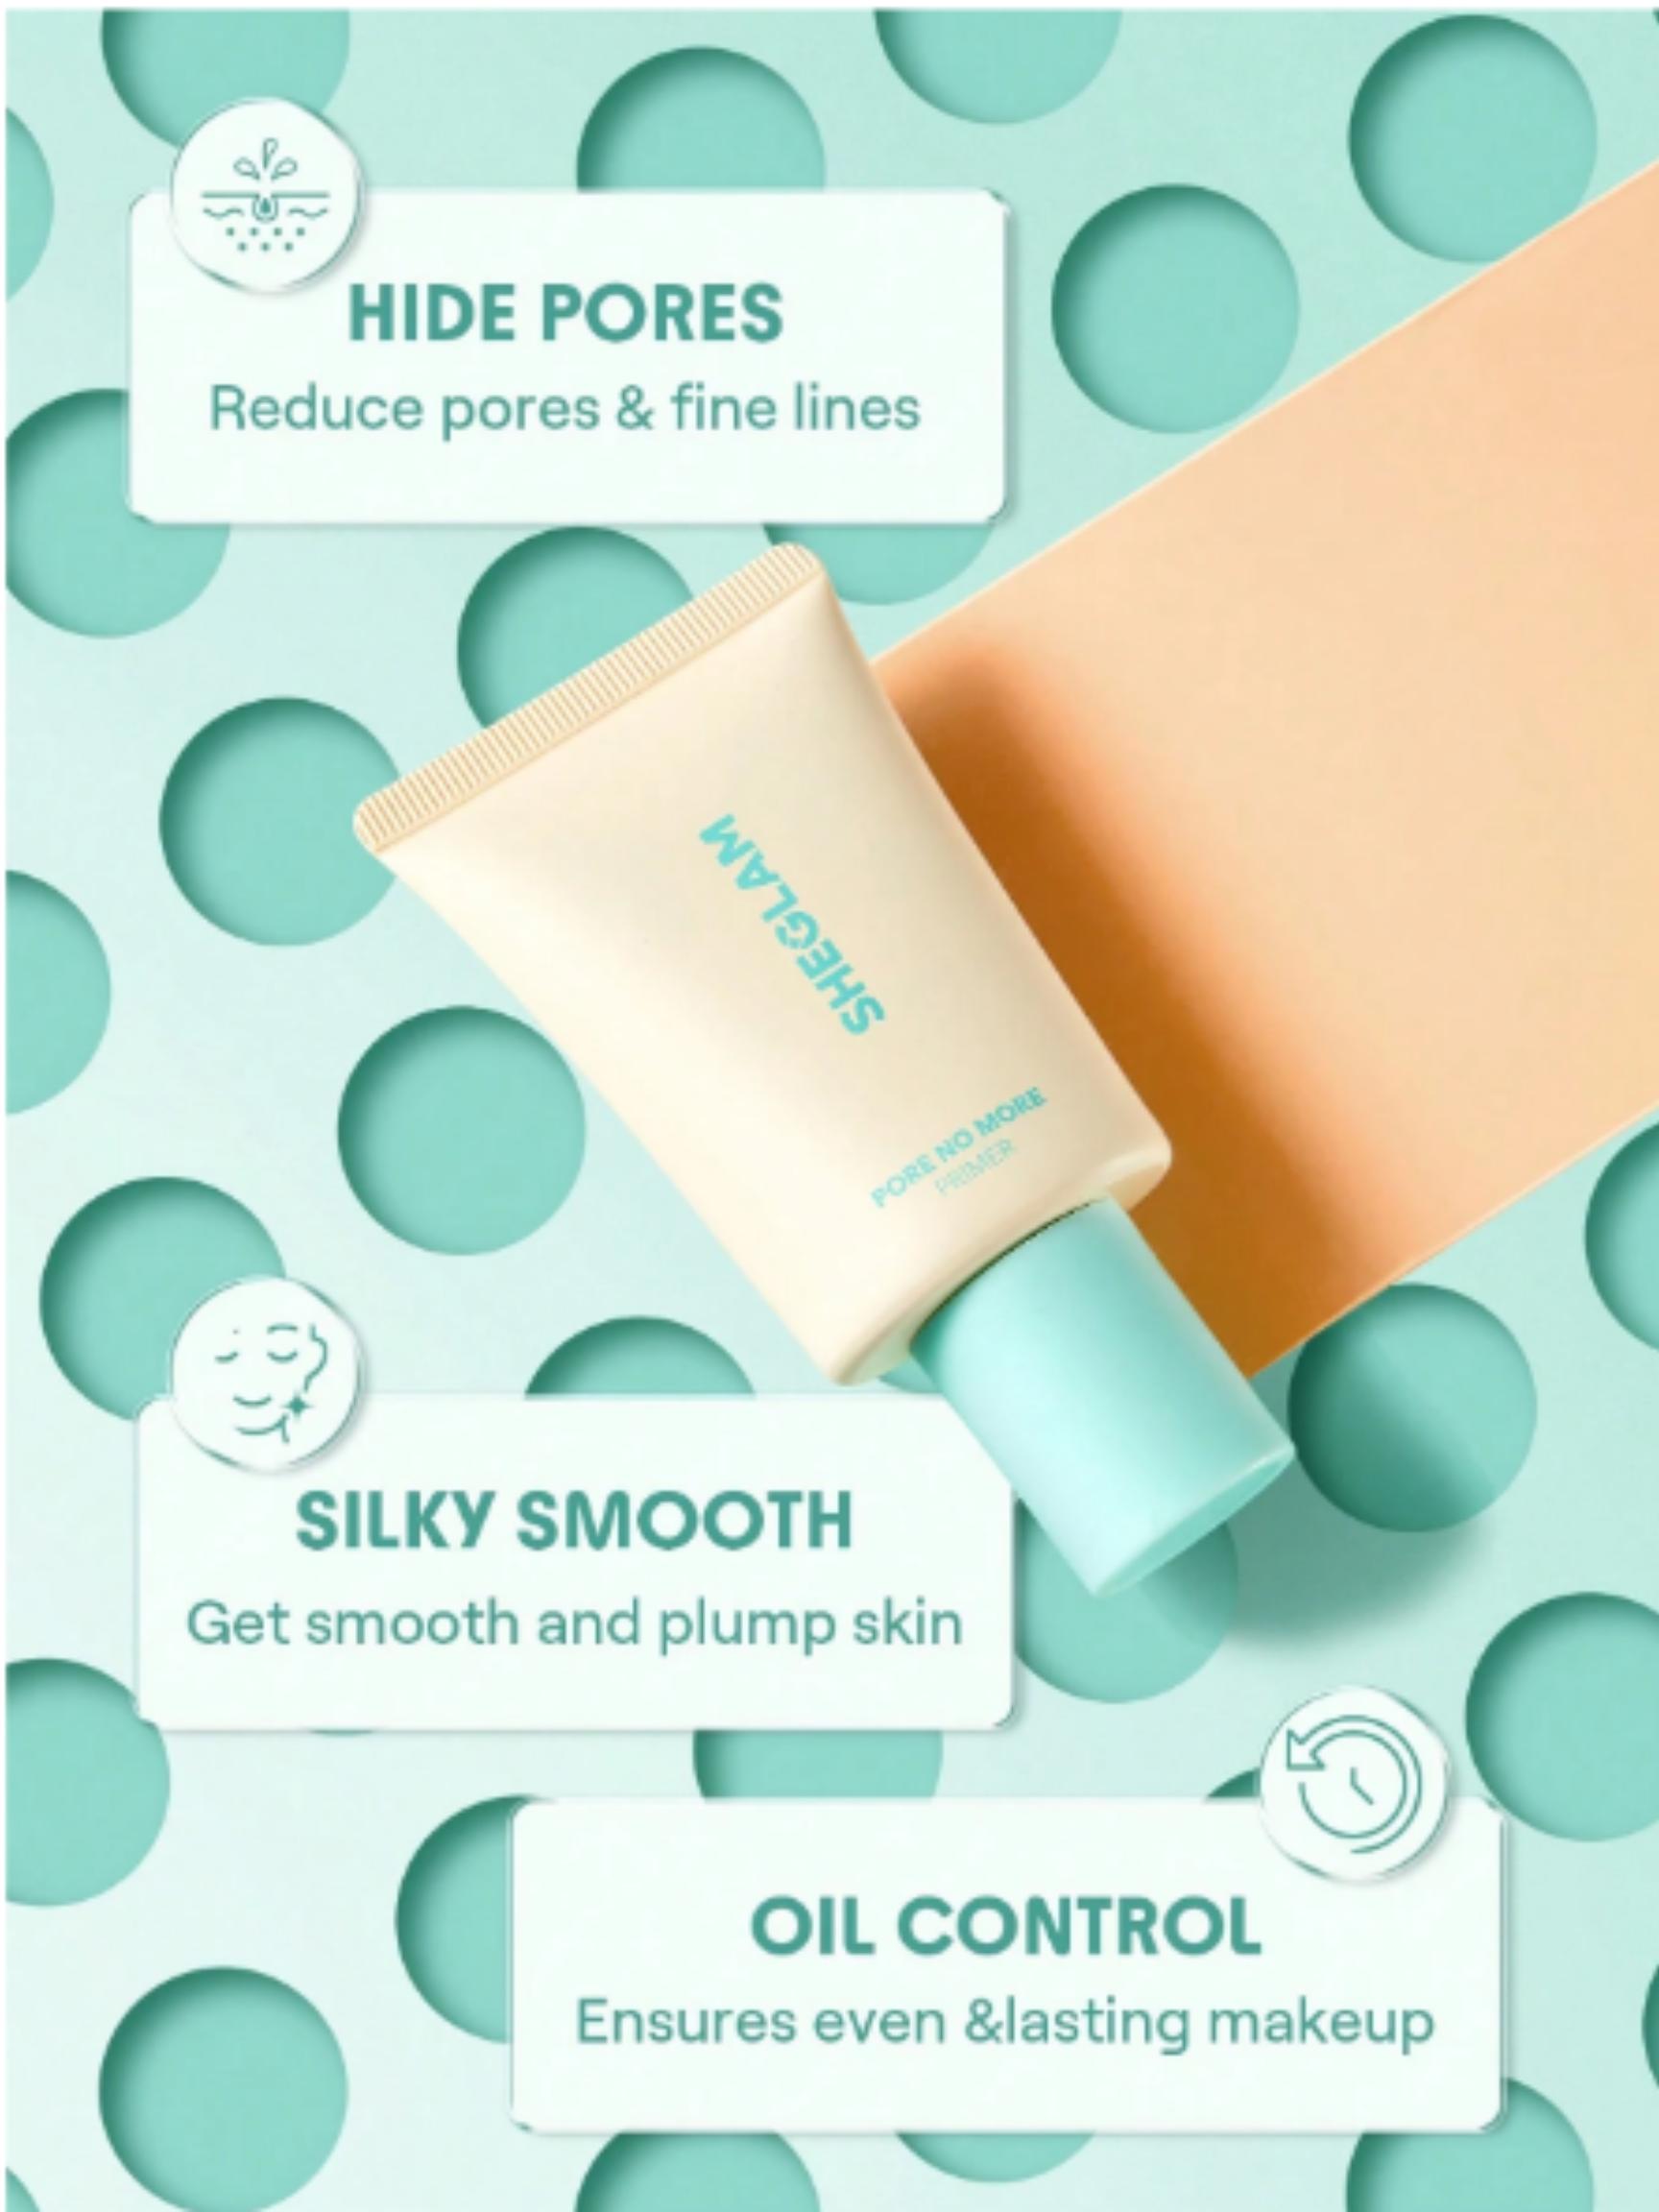 HIDE PORES
Reduce pores & fine lines
SHEGLAM
PORE NO MORE
PRIMER
SILKY SMOOTH
Get smooth and plump skin
OIL CONTROL
Ensures even &lasting makeup